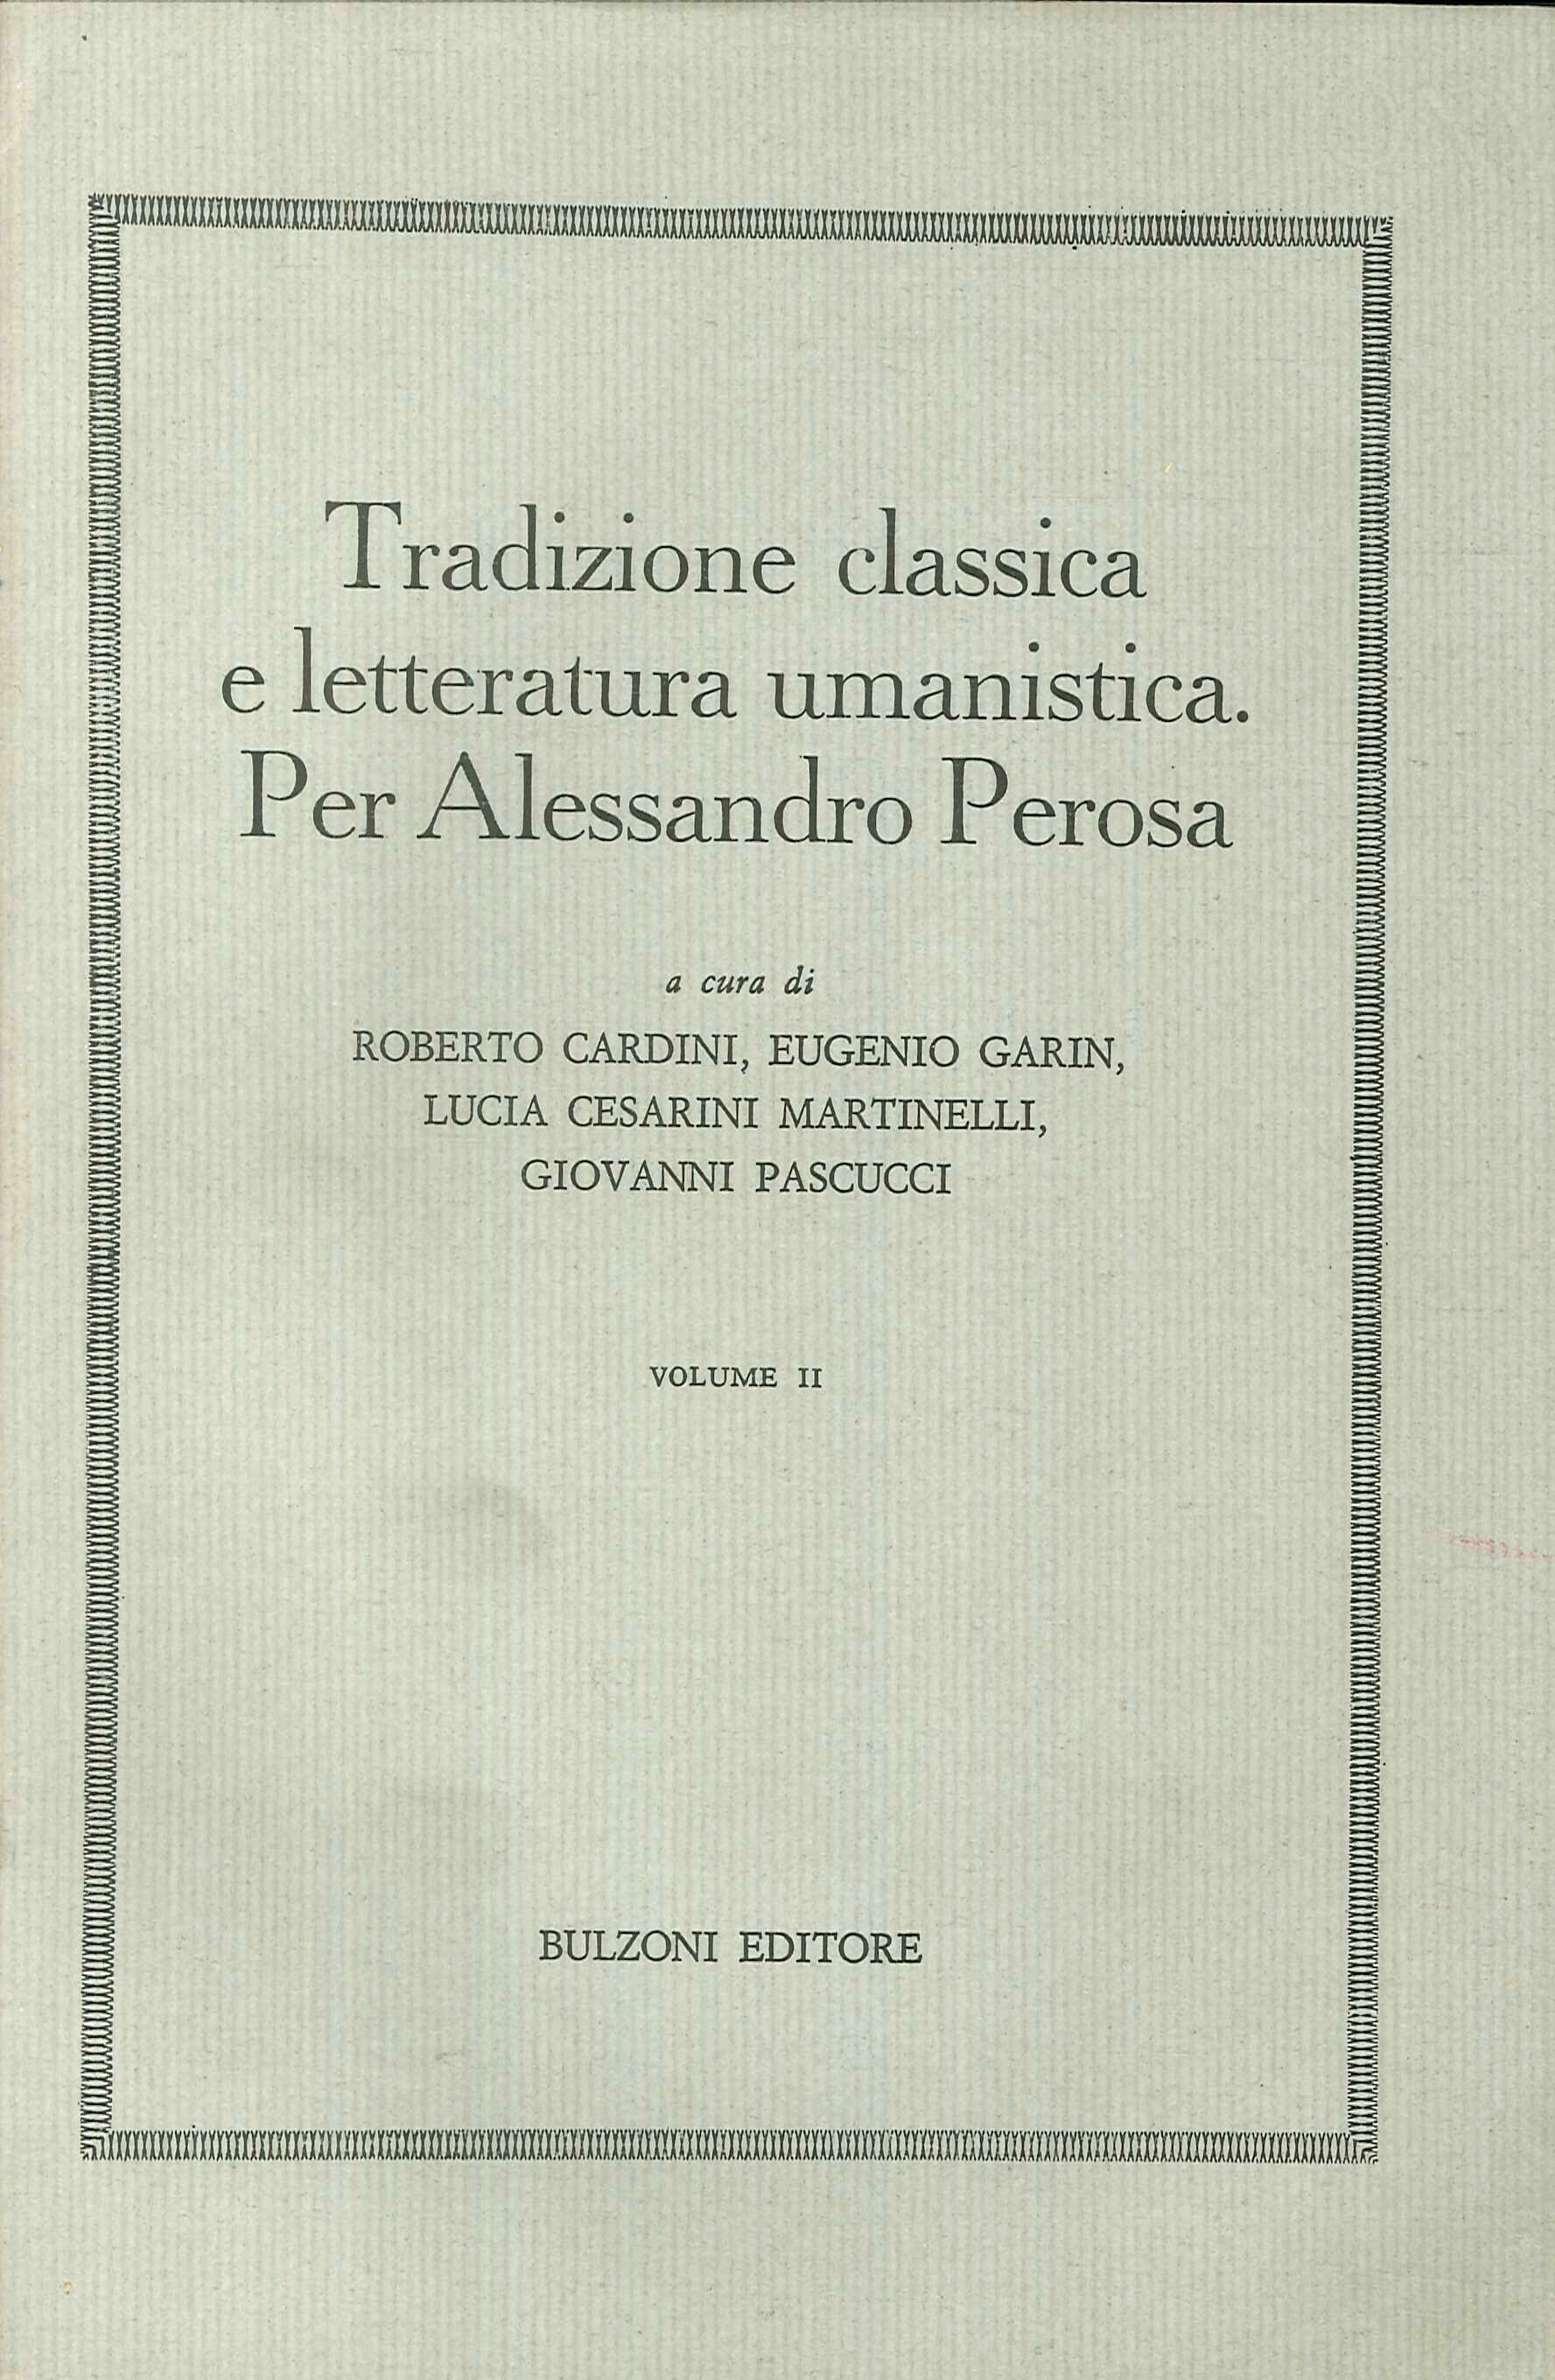 Tradizione classica
e letteratura umanistica.
Per Alessandro Perosa
a cura di
ROBERTO CARDINI, EUGENIO GARIN,
LUCIA CESARINI MARTINELLI,
GIOVANNI PASCUCCI
VOLUME II
BULZONI EDITORE